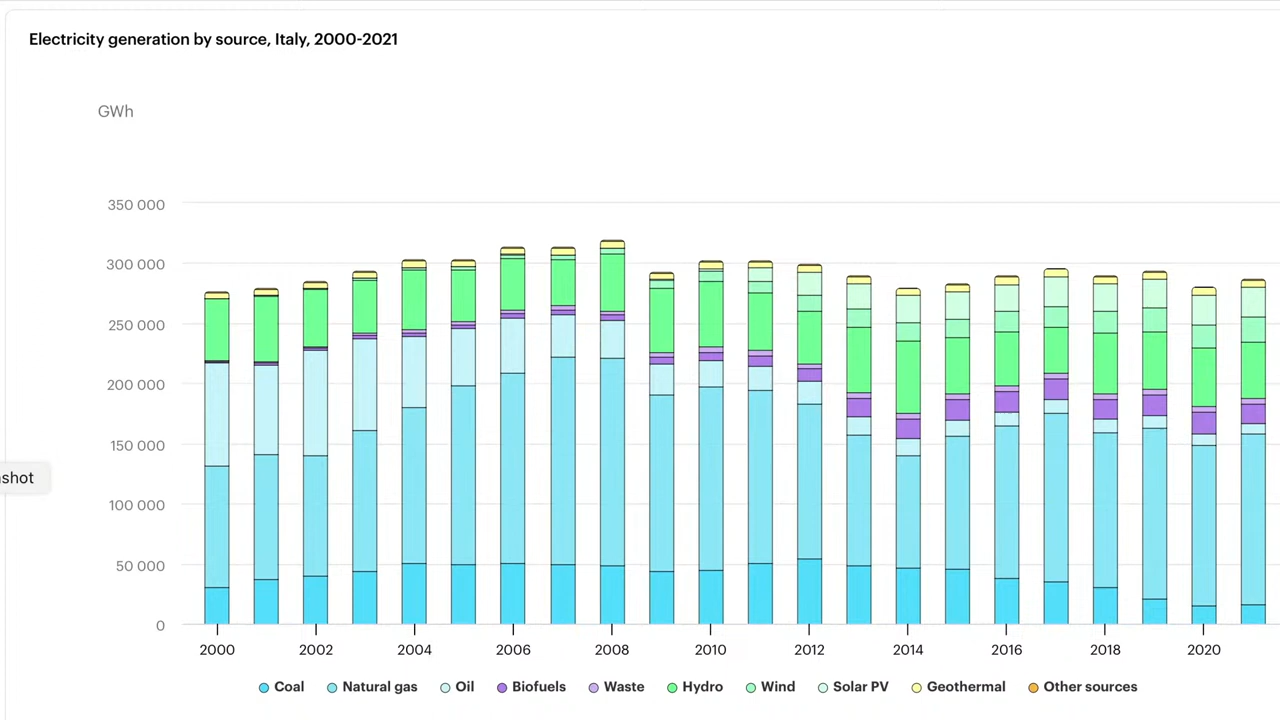 Electricity generation by source, Italy, 2000-2021
GWh
350 000
300 000
250 000
200 000
150 000
100 000
50 000
0
shot
2000 2002 2004 2006 2008 2010 2012 2014 2016 2018 2020
Coal Natural gas Oil Biofuels Waste Hydro Wind Solar PV Geothermal Other sources